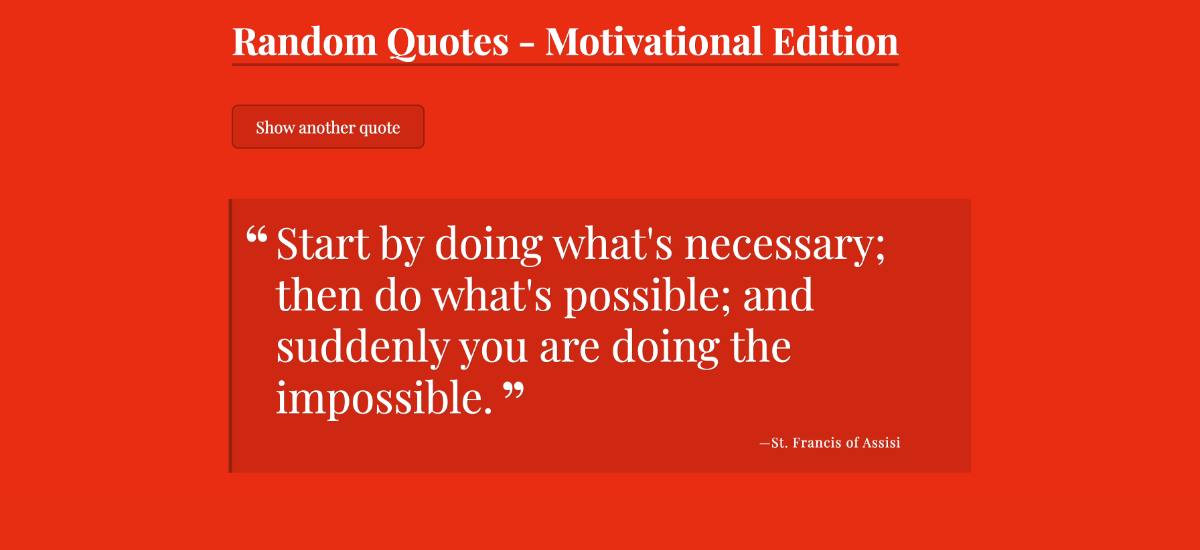 Random Quotes - Motivational Edition
Show another quote
“ Start by doing what's necessary;
then do what's possible; and
suddenly you are doing the
impossible. ”
—St. Francis of Assisi